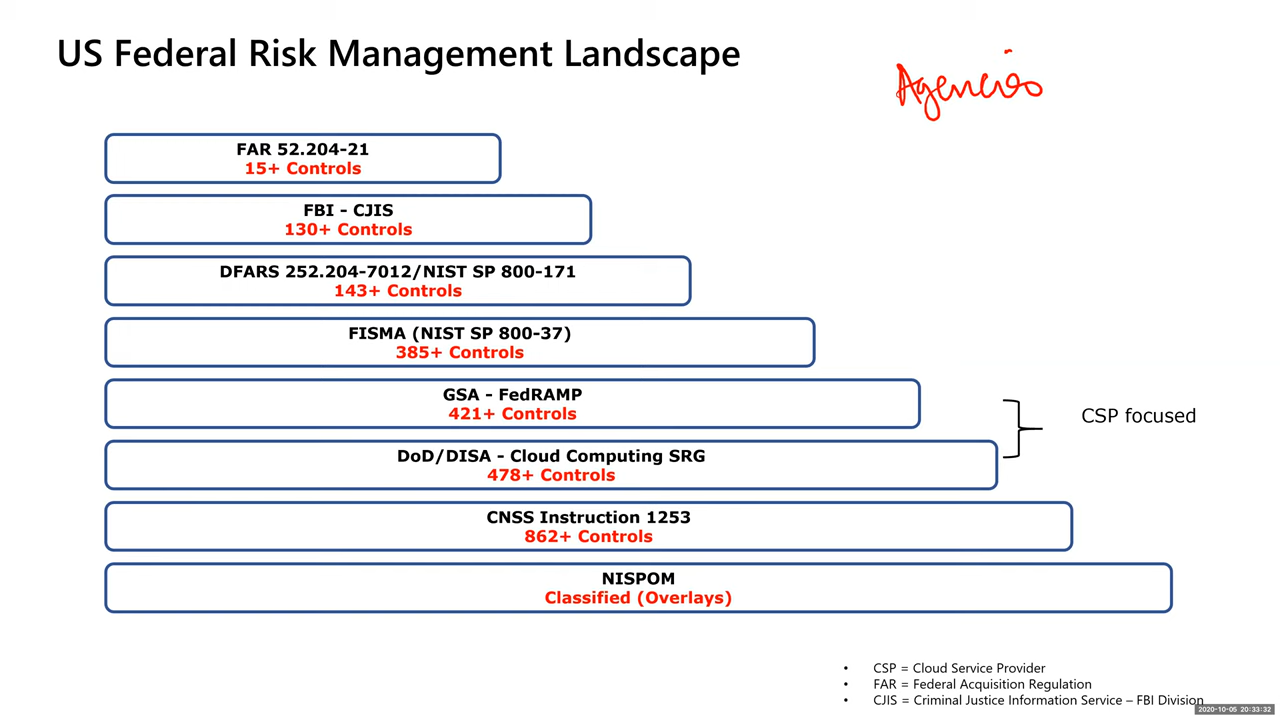 US Federal Risk Management Landscape
Agencies
FAR 52.204-21
15+ Controls
FBI - CJIS
130+ Controls
DFARS 252.204-7012/NIST SP 800-171
143+ Controls
FISMA (NIST SP 800-37)
385+ Controls
GSA - FedRAMP
421+ Controls
CSP focused
DoD/DISA - Cloud Computing SRG
478+ Controls
CNSS Instruction 1253
862+ Controls
NISPOM
Classified (Overlays)
• CSP = Cloud Service Provider
• FAR = Federal Acquisition Regulation
• CJIS = Criminal Justice Information Service – FBI Division
2020-10-05 20:33:32